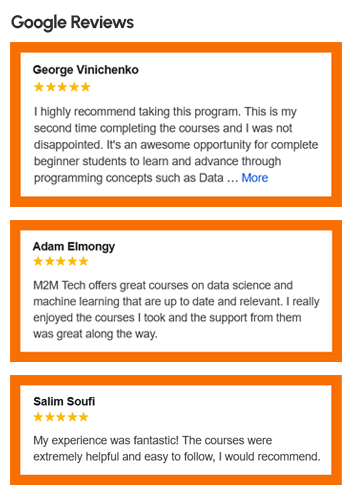 Google Reviews
George Vinichenko
I highly recommend taking this program. This is my
second time completing the courses and I was not
disappointed. It's an awesome opportunity for complete
beginner students to learn and advance through
programming concepts such as Data … More
Adam Elmongy
M2M Tech offers great courses on data science and
machine learning that are up to date and relevant. I really
enjoyed the courses I took and the support from them
was great along the way.
Salim Soufi
My experience was fantastic! The courses were
extremely helpful and easy to follow, I would recommend.